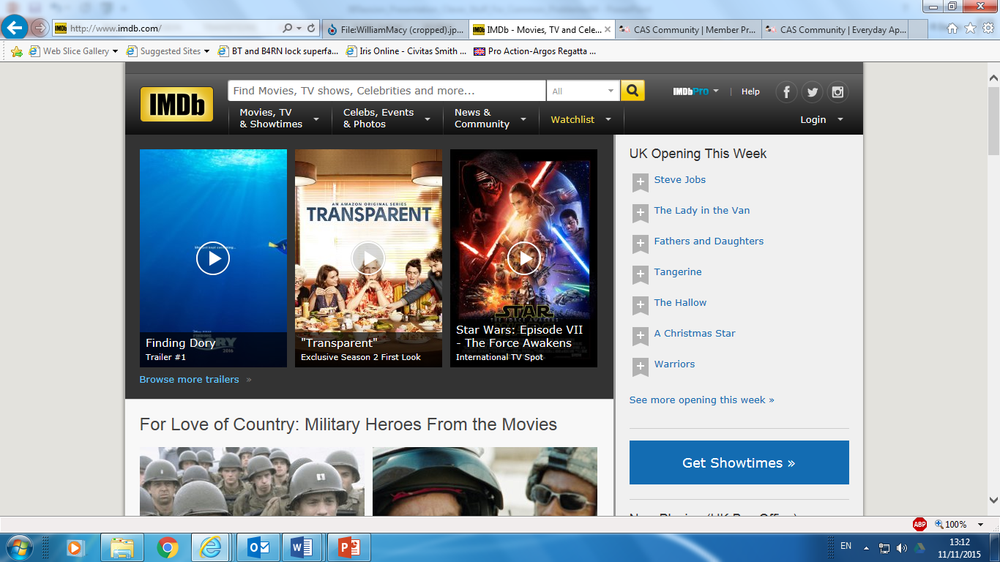 http://www.imdb.com/
File:WilliamMacy (cropped).jp...
IMDb - Movies, TV and Cele...
CAS Community | Member Pr...
CAS Community | Everyday Ap...
Web Slice Gallery
Suggested Sites
BT and B4RN lock superfa...
Iris Online - Civitas Smith ...
Pro Action-Argos Regatta ...
IMDb
Find Movies, TV shows, Celebrities and more...
All
IMDbPro
Help
Movies, TV
& Showtimes
Celebs, Events
& Photos
News &
Community
Watchlist
Login
AN AMAZON ORIGINAL SERIES
TRANSPARENT
STAR
THE FORCE AWAKENS
Finding Dory
Trailer #1
"Transparent"
Exclusive Season 2 First Look
Star Wars: Episode VII
- The Force Awakens
International TV Spot
Browse more trailers »
UK Opening This Week
Steve Jobs
The Lady in the Van
Fathers and Daughters
Tangerine
The Hallow
A Christmas Star
Warriors
See more opening this week »
Get Showtimes »
For Love of Country: Military Heroes From the Movies
ABP
100%
EN
13:12
11/11/2015